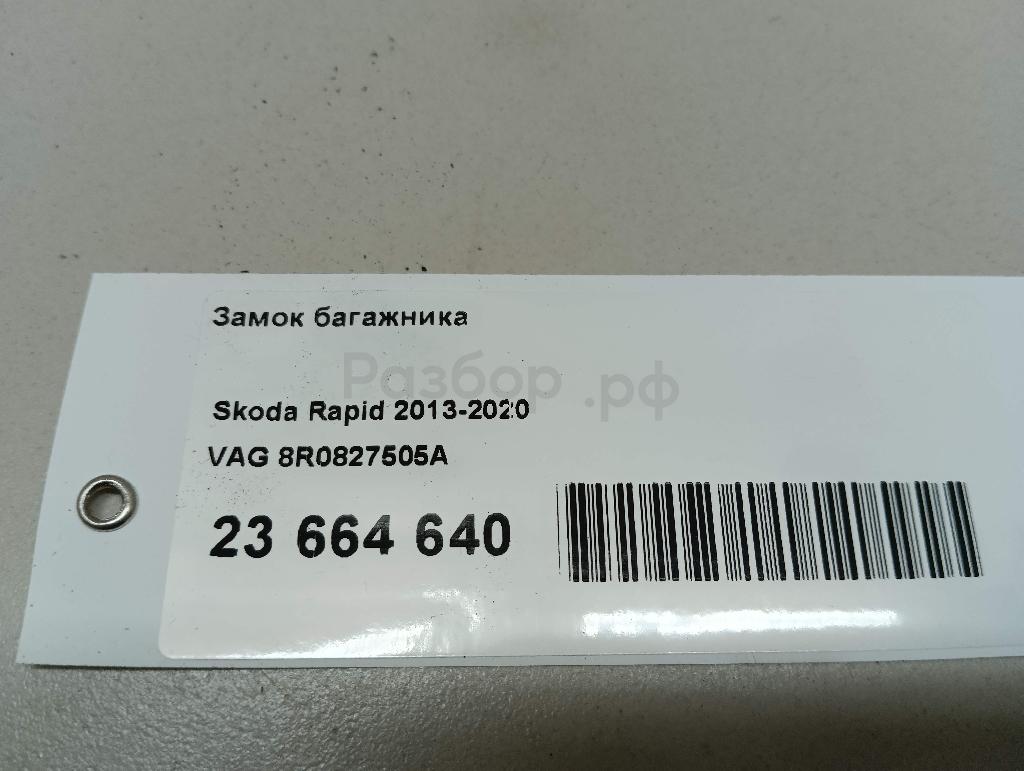 Замок багажника
Разбор.рф
Skoda Rapid 2013-2020
VAG 8R0827505A
23 664 640